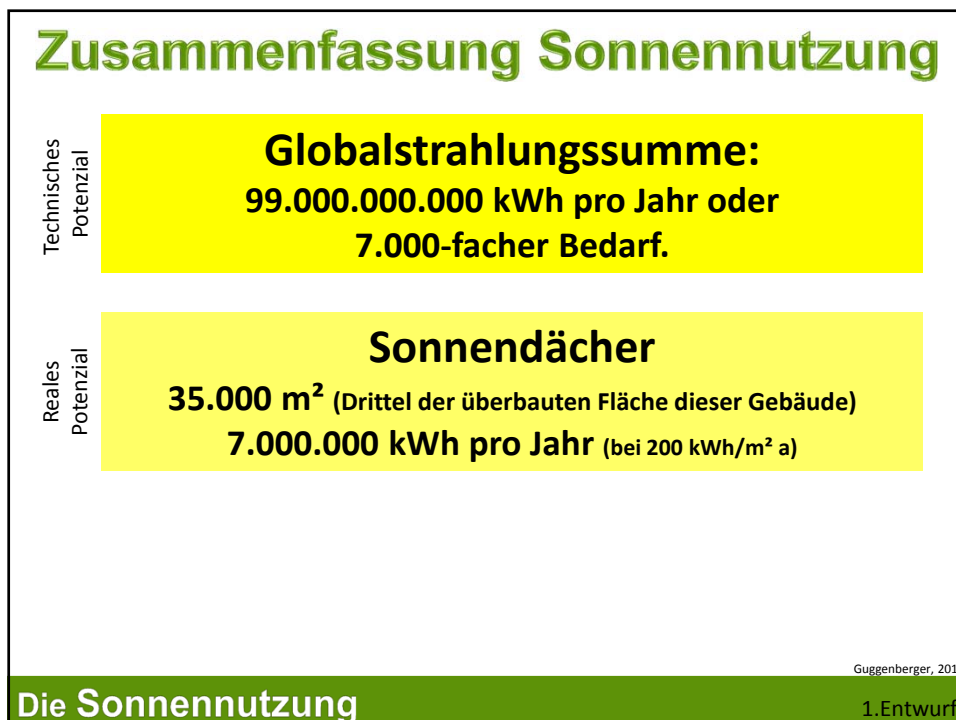 Zusammenfassung Sonnennutzung
Technisches
Potenzial
Globalstrahlungssumme:
99.000.000.000 kWh pro Jahr oder
7.000-facher Bedarf.
Reales
Potenzial
Sonnendächer
35.000 m² (Drittel der überbauten Fläche dieser Gebäude)
7.000.000 kWh pro Jahr (bei 200 kWh/m² a)
Guggenberger, 201
Die Sonnennutzung
1.Entwurf